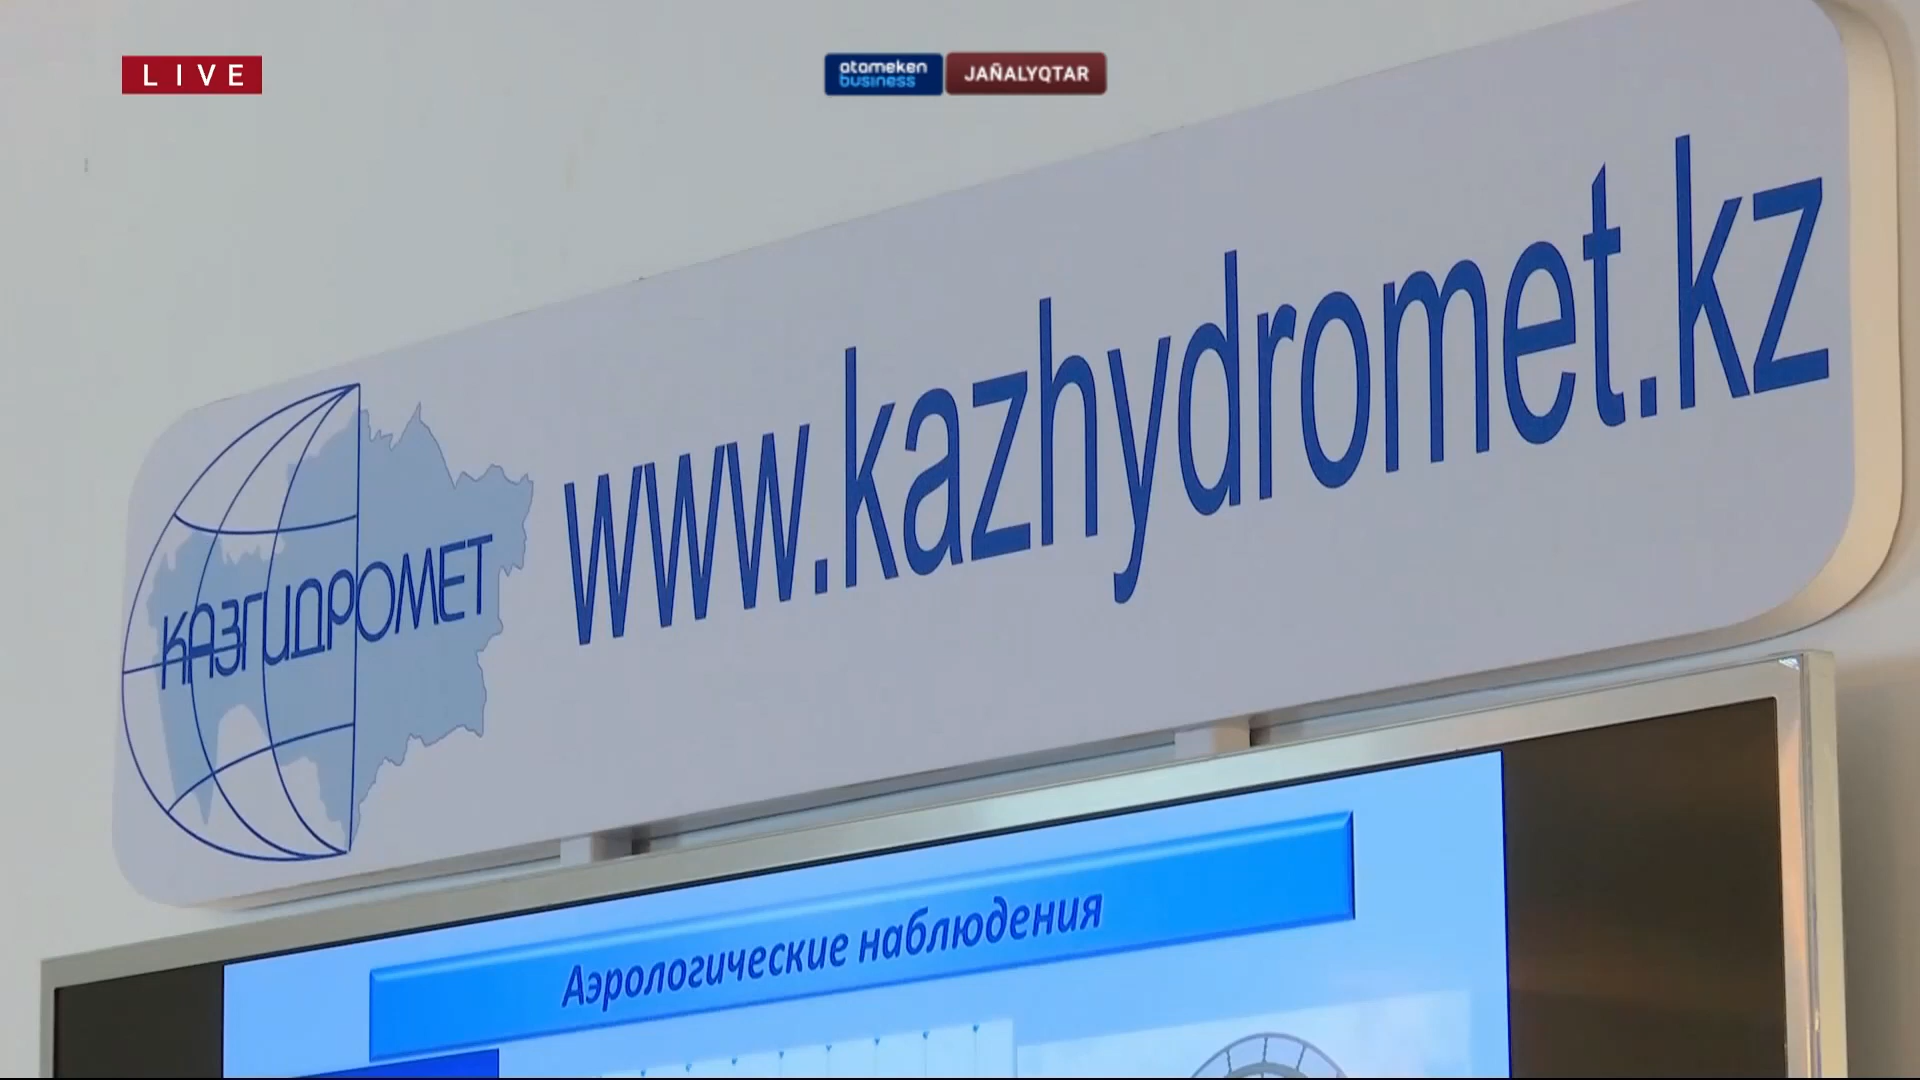 LIVE
atameken
business
JAÑALYQTAR
www.kazhydromet.kz
КАЗГИДРОМЕТ
Аэрологические наблюдения